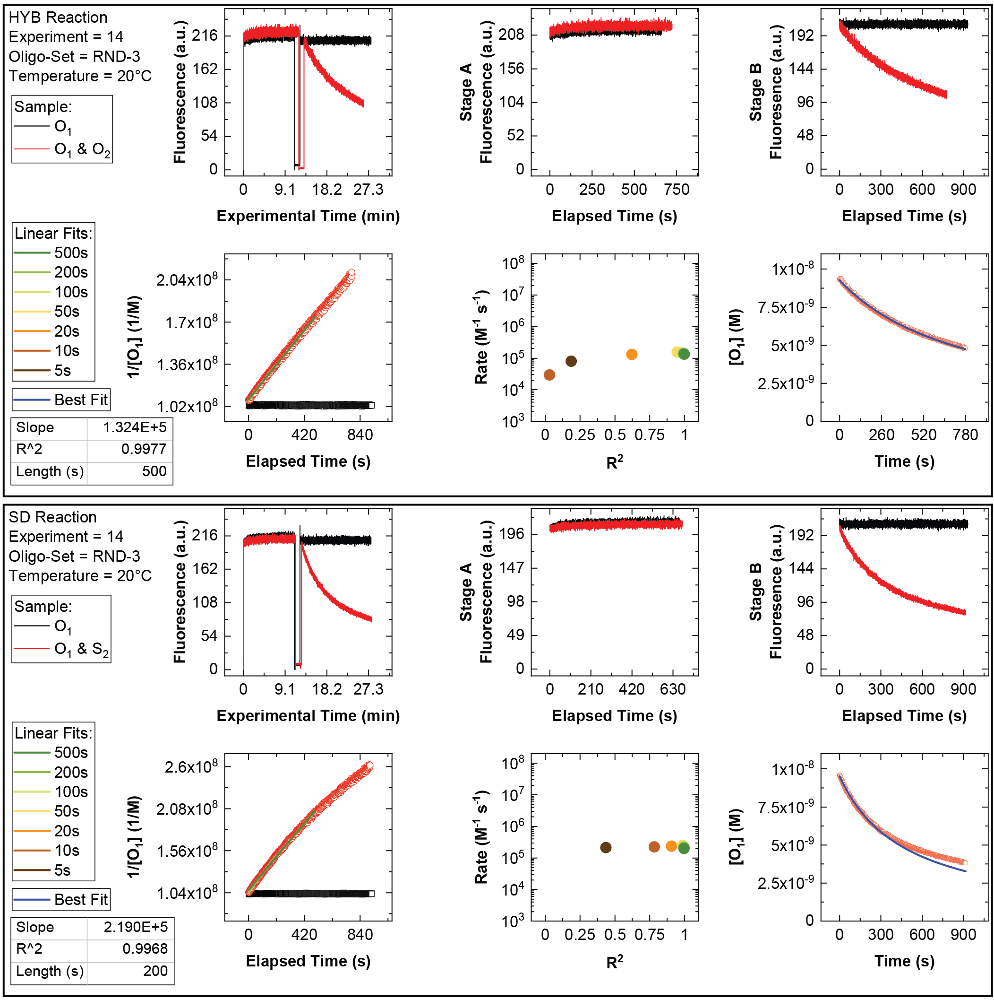 HYB Reaction
Experiment = 14
Oligo-Set = RND-3
Temperature = 20°C
Sample:
O1
O1 & O2
Fluorescence (a.u.)
216
162
108
54
0
0 9.1 18.2 27.3
Experimental Time (min)
Stage A
Fluorescence (a.u.)
208
156
104
52
0
0 250 500 750
Elapsed Time (s)
Stage B
Fluoresence (a.u.)
192
144
96
48
0
0 300 600 900
Elapsed Time (s)
Linear Fits:
500s
200s
100s
50s
20s
10s
5s
Best Fit
Slope 1.324E+5
R^2 0.9977
Length (s) 500
1/[O1] (1/M)
2.04x10^8
1.7x10^8
1.36x10^8
1.02x10^8
0 420 840
Elapsed Time (s)
Rate (M^-1 s^-1)
10^8
10^7
10^6
10^5
10^4
10^3
0 0.25 0.5 0.75 1
R^2
[O1] (M)
1x10^-8
7.5x10^-9
5x10^-9
2.5x10^-9
0
0 260 520 780
Time (s)
SD Reaction
Experiment = 14
Oligo-Set = RND-3
Temperature = 20°C
Sample:
O1
O1 & S2
Fluorescence (a.u.)
216
162
108
54
0
0 9.1 18.2 27.3
Experimental Time (min)
Stage A
Fluorescence (a.u.)
196
147
98
49
0
0 210 420 630
Elapsed Time (s)
Stage B
Fluoresence (a.u.)
192
144
96
48
0
0 300 600 900
Elapsed Time (s)
Linear Fits:
500s
200s
100s
50s
20s
10s
5s
Best Fit
Slope 2.190E+5
R^2 0.9968
Length (s) 200
1/[O1] (1/M)
2.6x10^8
2.08x10^8
1.56x10^8
1.04x10^8
0 420 840
Elapsed Time (s)
Rate (M^-1 s^-1)
10^8
10^7
10^6
10^5
10^4
10^3
0 0.25 0.5 0.75 1
R^2
[O1] (M)
1x10^-8
7.5x10^-9
5x10^-9
2.5x10^-9
0
0 300 600 900
Time (s)